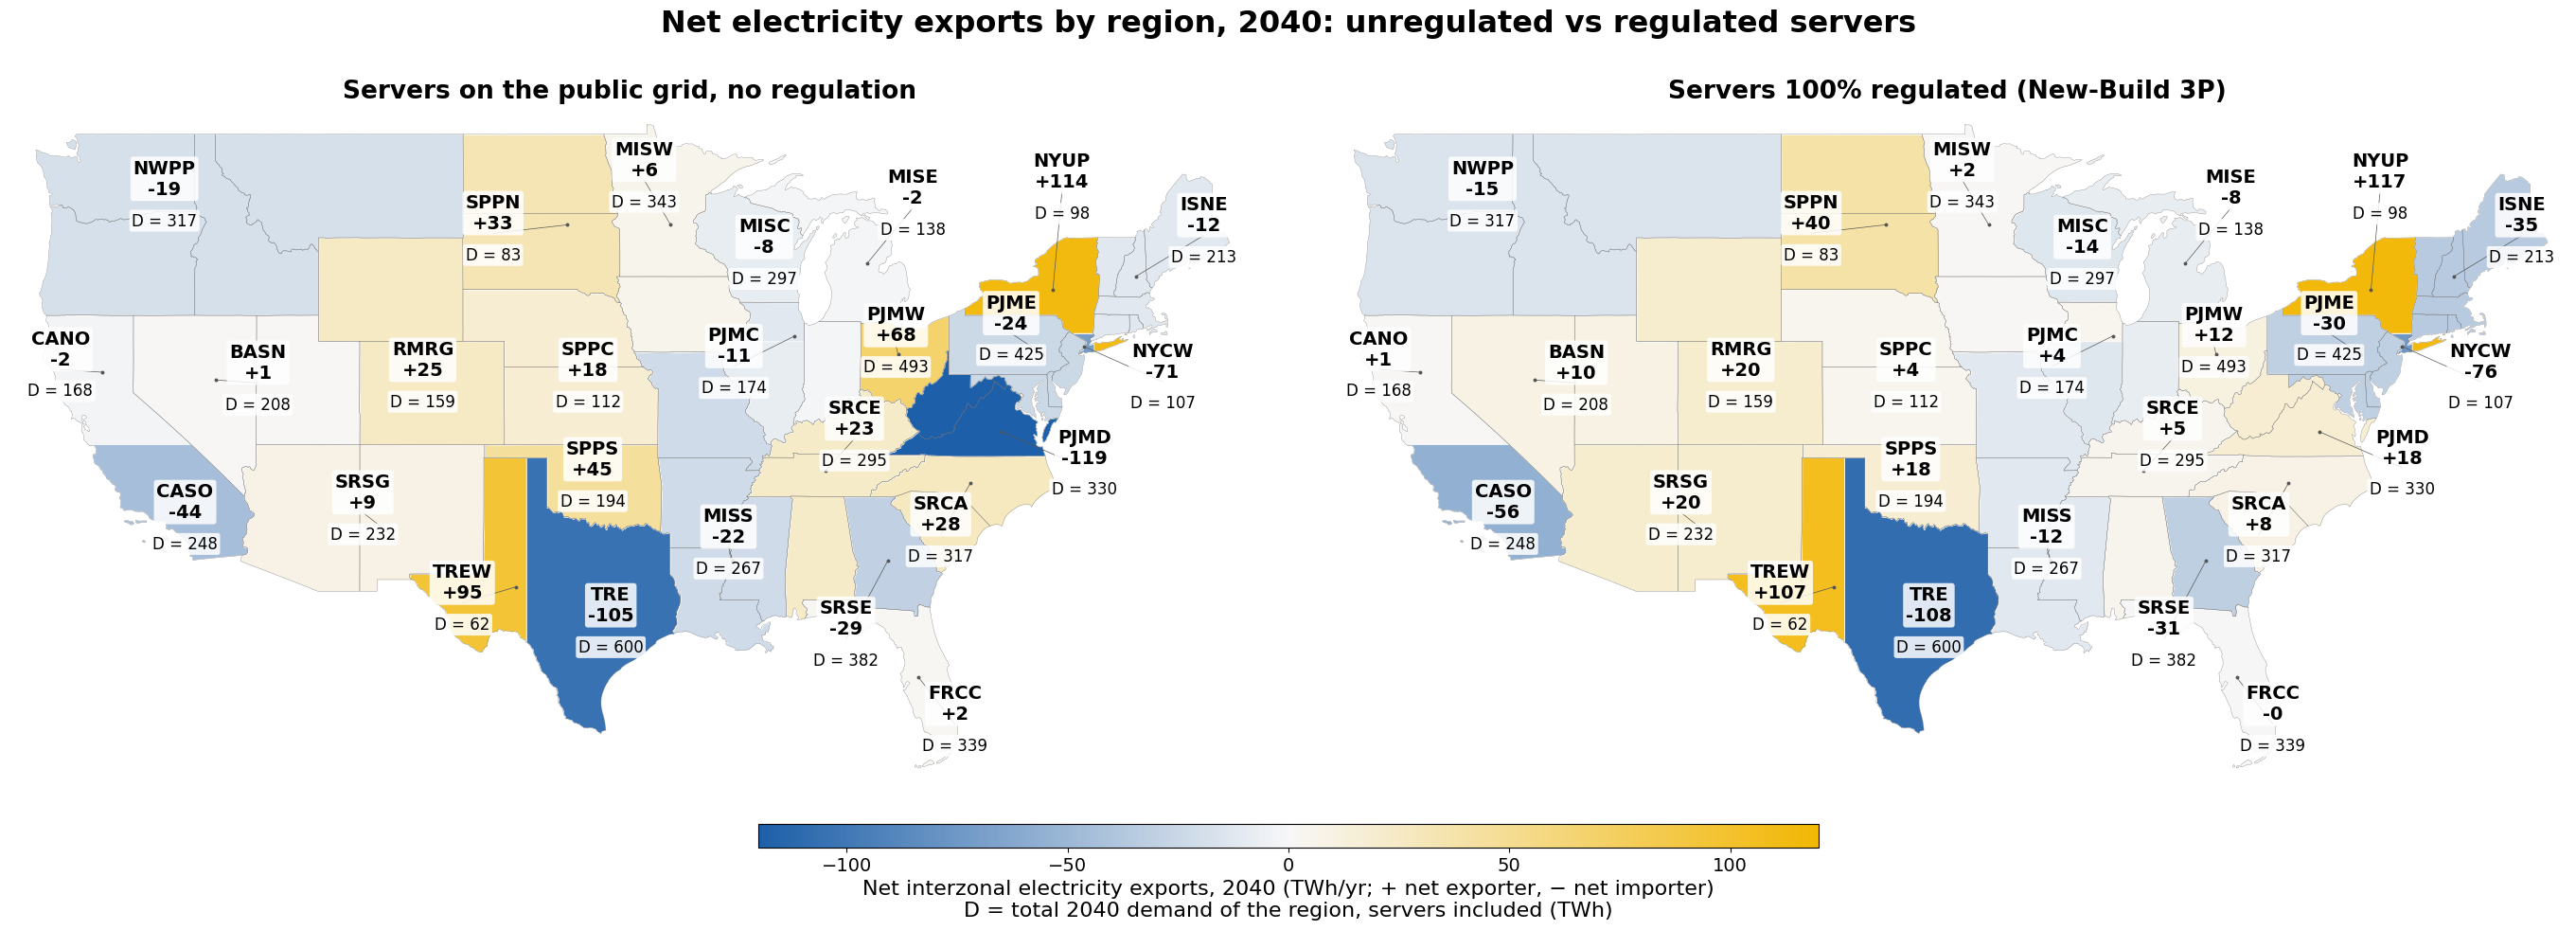 Net electricity exports by region, 2040: unregulated vs regulated servers
Servers on the public grid, no regulation
NWPP
-19
D = 317
MISW
+6
D = 343
SPPN
+33
D = 83
MISC
-8
D = 297
MISE
-2
D = 138
NYUP
+114
D = 98
ISNE
-12
D = 213
CANO
-2
D = 168
BASN
+1
D = 208
RMRG
+25
D = 159
SPPC
+18
D = 112
PJMC
-11
D = 174
PJMW
+68
D = 493
PJME
-24
D = 425
NYCW
-71
D = 107
SRCE
+23
D = 295
PJMD
-119
D = 330
CASO
-44
D = 248
SRSG
+9
D = 232
SPPS
+45
D = 194
MISS
-22
D = 267
SRCA
+28
D = 317
TREW
+95
D = 62
TRE
-105
D = 600
SRSE
-29
D = 382
FRCC
+2
D = 339
Servers 100% regulated (New-Build 3P)
NWPP
-15
D = 317
MISW
+2
D = 343
SPPN
+40
D = 83
MISC
-14
D = 297
MISE
-8
D = 138
NYUP
+117
D = 98
ISNE
-35
D = 213
CANO
+1
D = 168
BASN
+10
D = 208
RMRG
+20
D = 159
SPPC
+4
D = 112
PJMC
+4
D = 174
PJMW
+12
D = 493
PJME
-30
D = 425
NYCW
-76
D = 107
SRCE
+5
D = 295
PJMD
+18
D = 330
CASO
-56
D = 248
SRSG
+20
D = 232
SPPS
+18
D = 194
MISS
-12
D = 267
SRCA
+8
D = 317
TREW
+107
D = 62
TRE
-108
D = 600
SRSE
-31
D = 382
FRCC
-0
D = 339
−100 −50 0 50 100
Net interzonal electricity exports, 2040 (TWh/yr; + net exporter, − net importer)
D = total 2040 demand of the region, servers included (TWh)